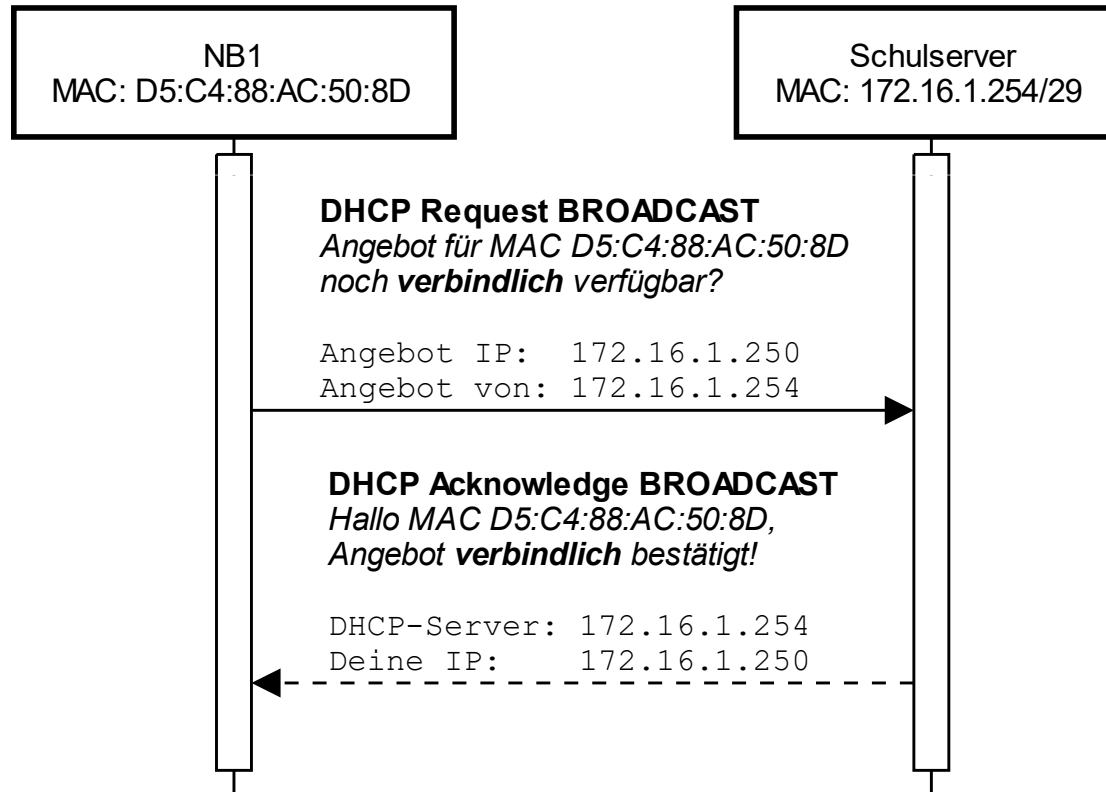 NB1
MAC: D5:C4:88:AC:50:8D
Schulserver
MAC: 172.16.1.254/29
DHCP Request BROADCAST
Angebot für MAC D5:C4:88:AC:50:8D
noch verbindlich verfügbar?
Angebot IP:  172.16.1.250
Angebot von: 172.16.1.254
DHCP Acknowledge BROADCAST
Hallo MAC D5:C4:88:AC:50:8D,
Angebot verbindlich bestätigt!
DHCP-Server: 172.16.1.254
Deine IP:    172.16.1.250